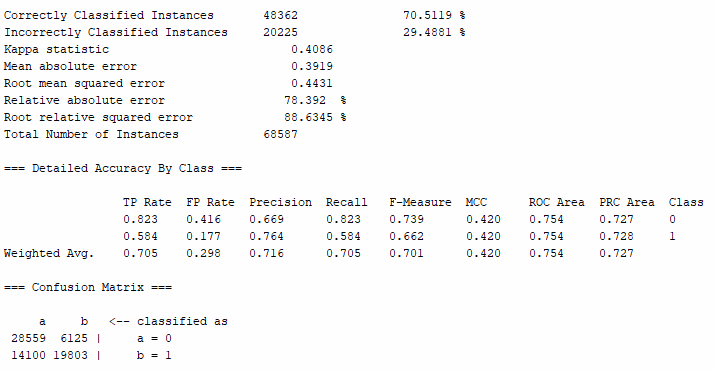 Correctly Classified Instances 48362 70.5119 %
Incorrectly Classified Instances 20225 29.4881 %
Kappa statistic 0.4086
Mean absolute error 0.3919
Root mean squared error 0.4431
Relative absolute error 78.392 %
Root relative squared error 88.6345 %
Total Number of Instances 68587
=== Detailed Accuracy By Class ===
TP Rate FP Rate Precision Recall F-Measure MCC ROC Area PRC Area Class
0.823 0.416 0.669 0.823 0.739 0.420 0.754 0.727 0
0.584 0.177 0.764 0.584 0.662 0.420 0.754 0.728 1
Weighted Avg. 0.705 0.298 0.716 0.705 0.701 0.420 0.754 0.727
=== Confusion Matrix ===
a b <-- classified as
28559 6125 | a = 0
14100 19803 | b = 1